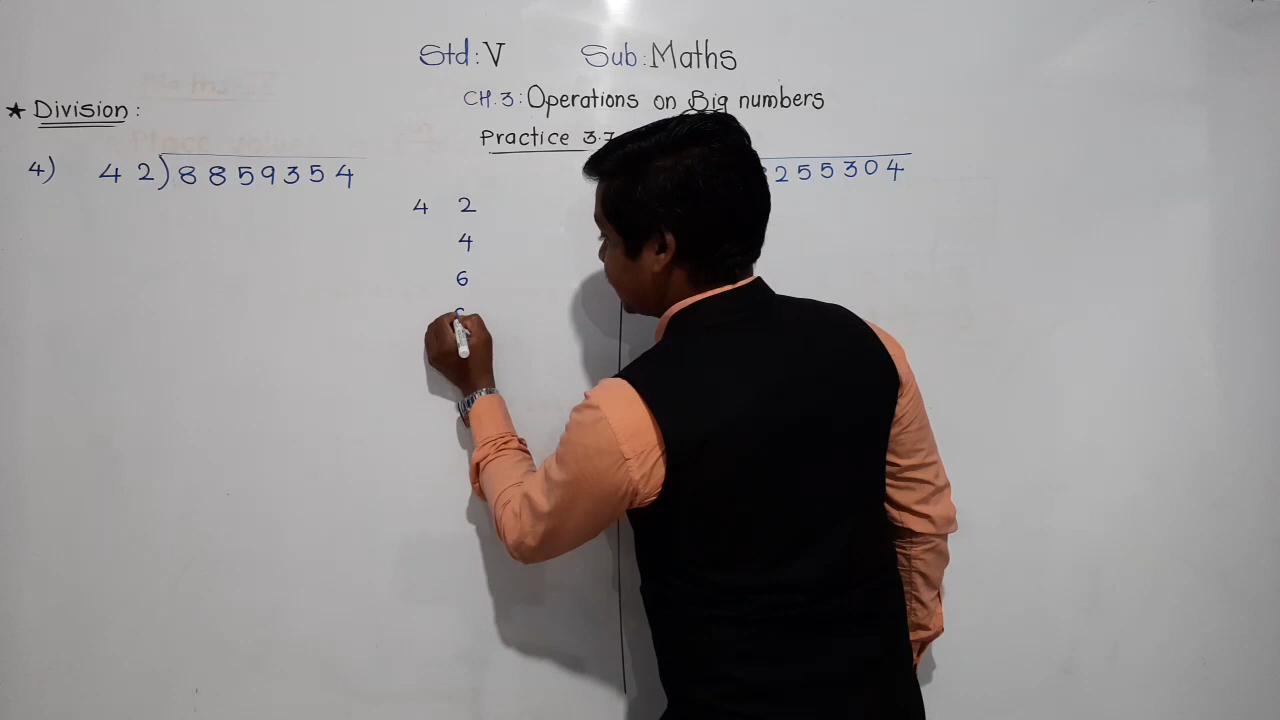 Std: V Sub: Maths
CH. 3: Operations on Big numbers
Practice 3.7
★ Division:
4) 42)8859354
255304
4 2
4
6